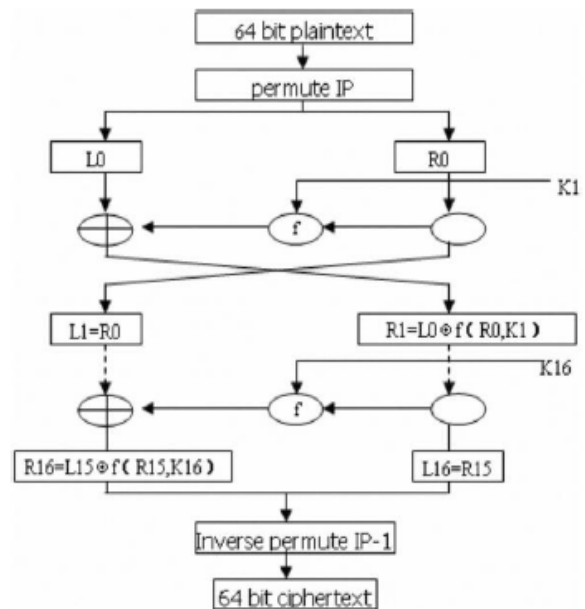 64 bit plaintext
permute IP
L0
R0
K1
f
L1=R0
R1=L0⊕f( R0,K1)
K16
f
R16=L15⊕f( R15,K16)
L16=R15
Inverse permute IP-1
64 bit ciphertext